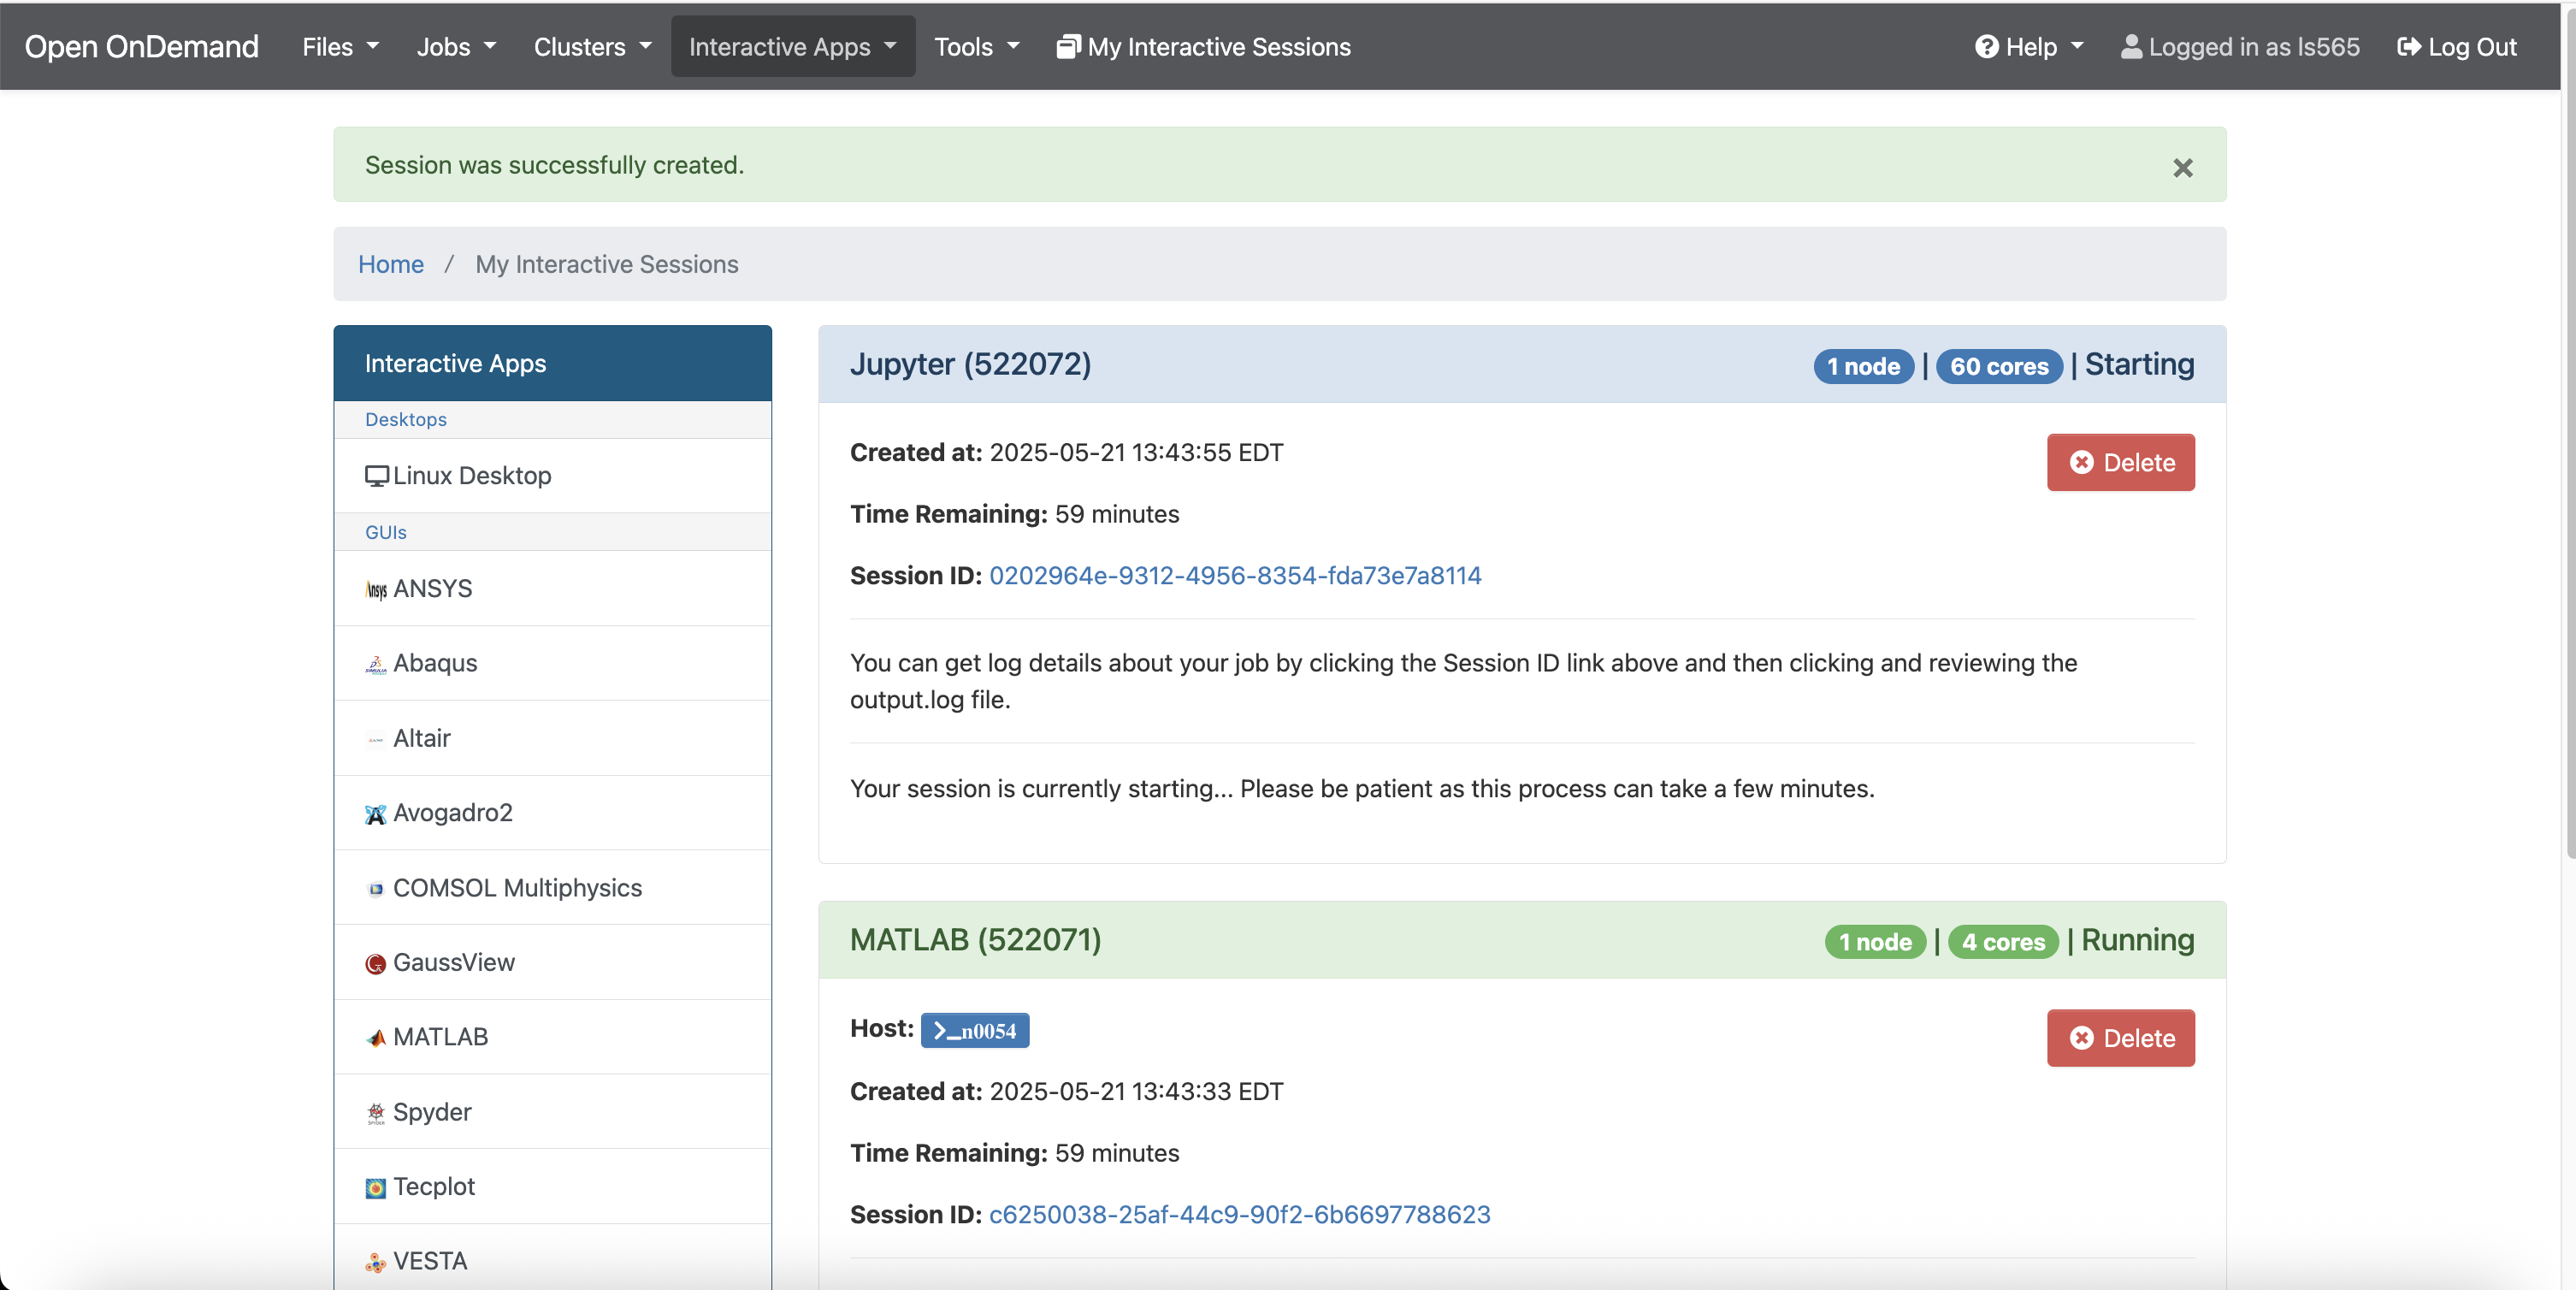 Open OnDemand Files Jobs Clusters Interactive Apps Tools My Interactive Sessions Help Logged in as ls565 Log Out
Session was successfully created.
Home / My Interactive Sessions
Interactive Apps
Desktops
Linux Desktop
GUIs
Ansys ANSYS
Abaqus
Altair
Avogadro2
COMSOL Multiphysics
GaussView
MATLAB
SPYDER Spyder
Tecplot
VESTA
Jupyter (522072) 1 node | 60 cores | Starting
Created at: 2025-05-21 13:43:55 EDT
Delete
Time Remaining: 59 minutes
Session ID: 0202964e-9312-4956-8354-fda73e7a8114
You can get log details about your job by clicking the Session ID link above and then clicking and reviewing the
output.log file.
Your session is currently starting... Please be patient as this process can take a few minutes.
MATLAB (522071) 1 node | 4 cores | Running
Host: >_n0054
Delete
Created at: 2025-05-21 13:43:33 EDT
Time Remaining: 59 minutes
Session ID: c6250038-25af-44c9-90f2-6b6697788623